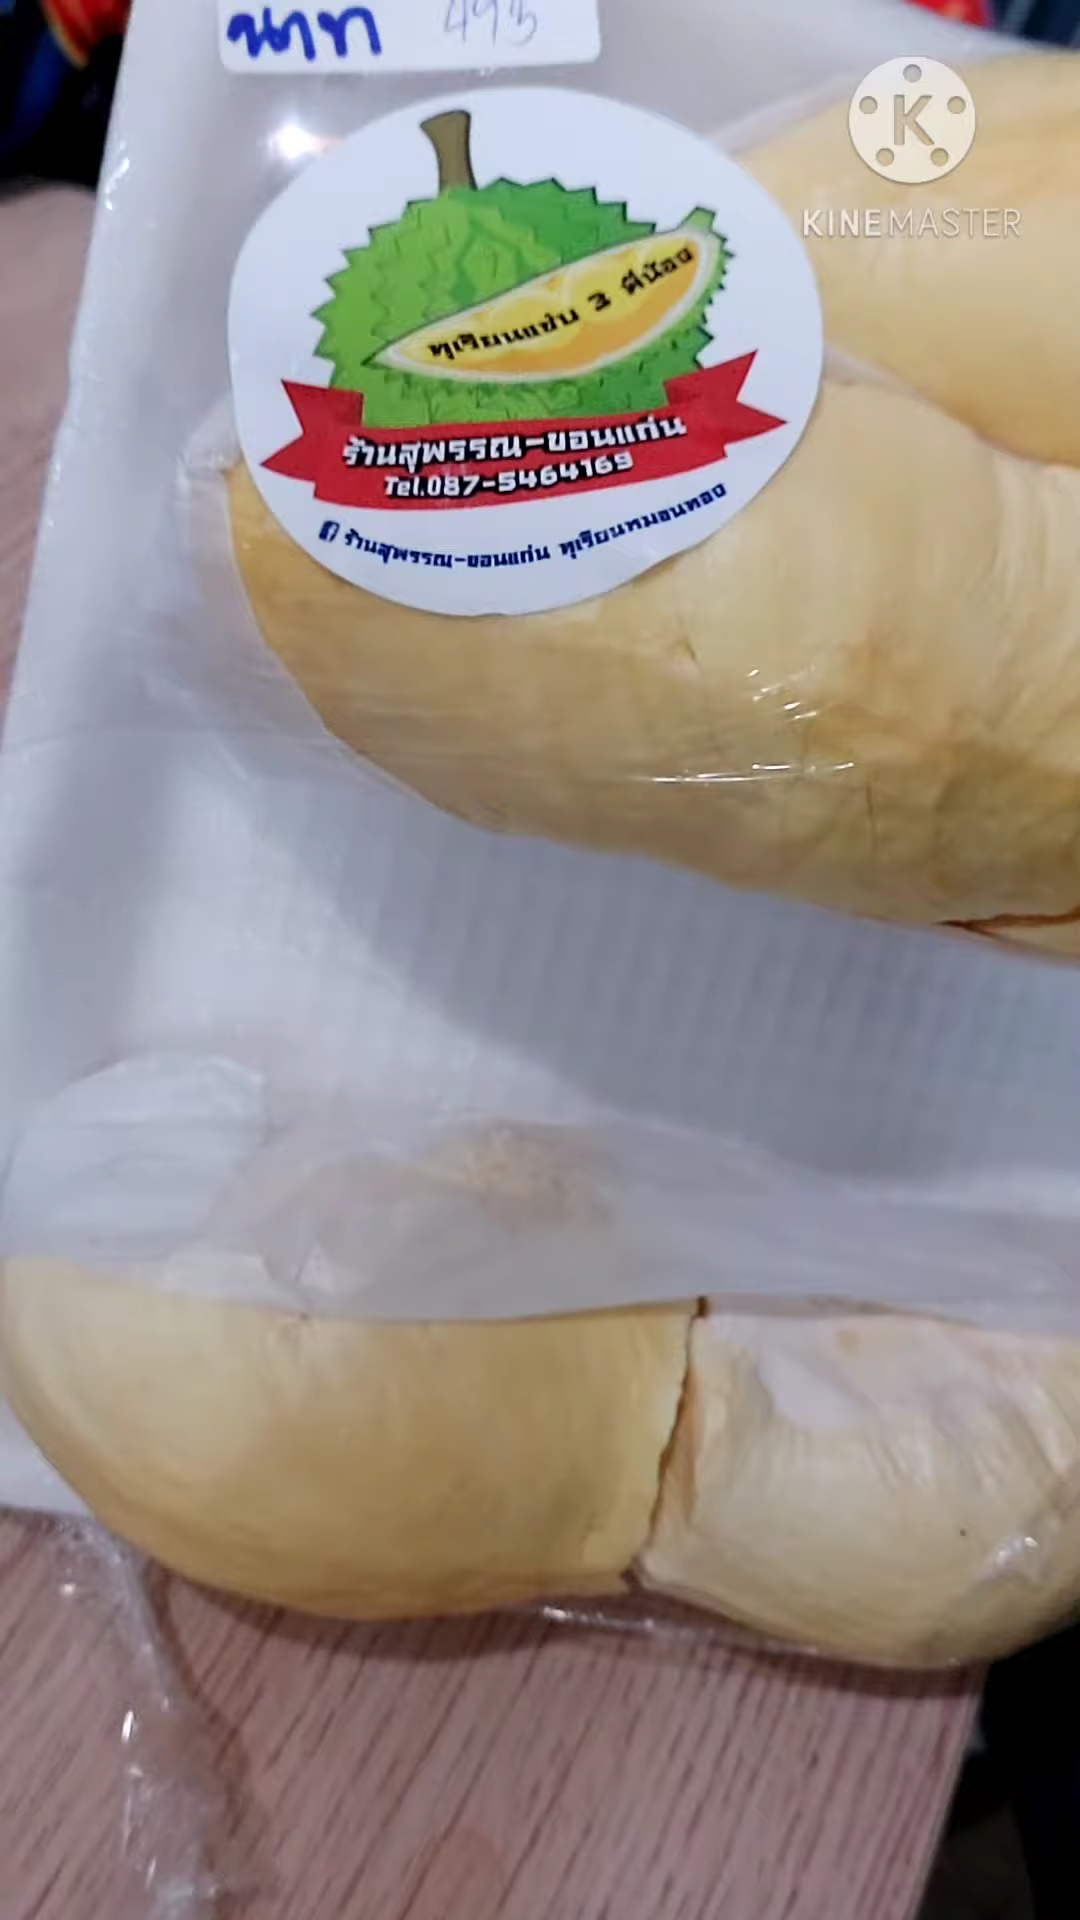 บาท 493
K
KINEMASTER
ทุเรียนแซ่บ 3 พี่น้อง
ร้านสุพรรณ-ขอนแก่น
Tel.087-5464169
f ร้านสุพรรณ-ขอนแก่น ทุเรียนหมอนทอง